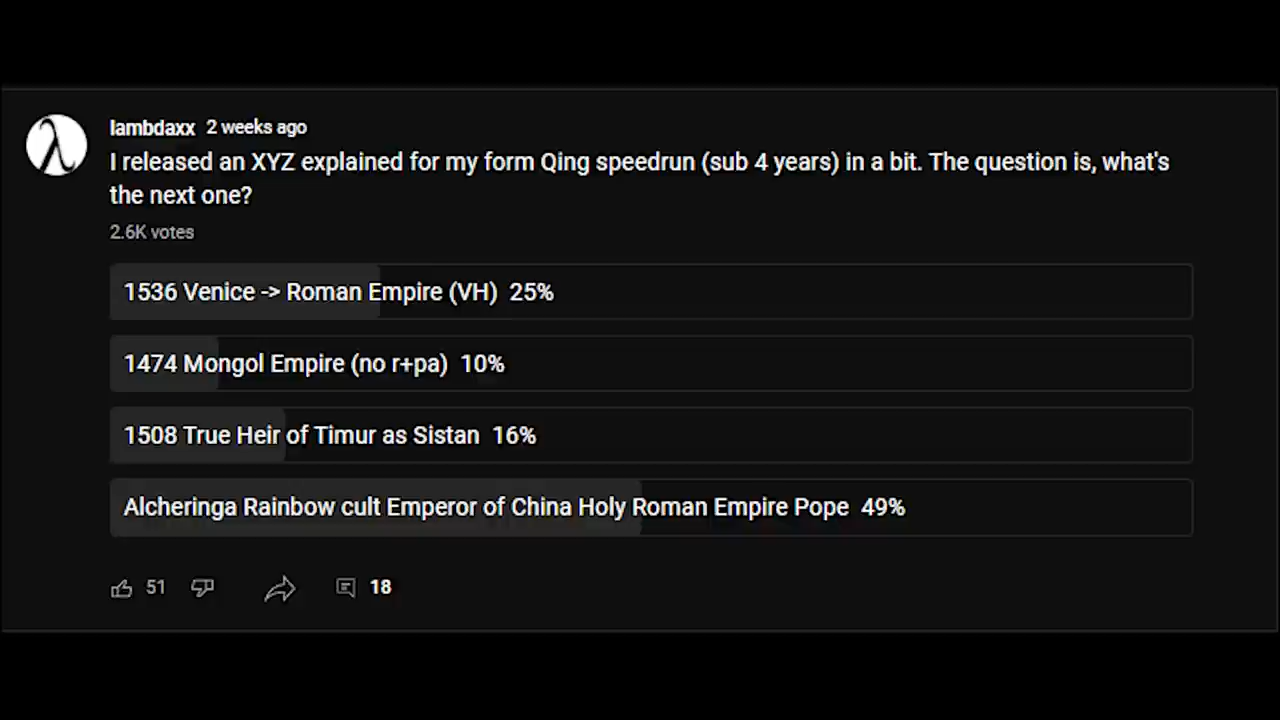 lambdaxx 2 weeks ago
I released an XYZ explained for my form Qing speedrun (sub 4 years) in a bit. The question is, what's
the next one?
2.6K votes
1536 Venice -> Roman Empire (VH) 25%
1474 Mongol Empire (no r+pa) 10%
1508 True Heir of Timur as Sistan 16%
Alcheringa Rainbow cult Emperor of China Holy Roman Empire Pope 49%
51 18